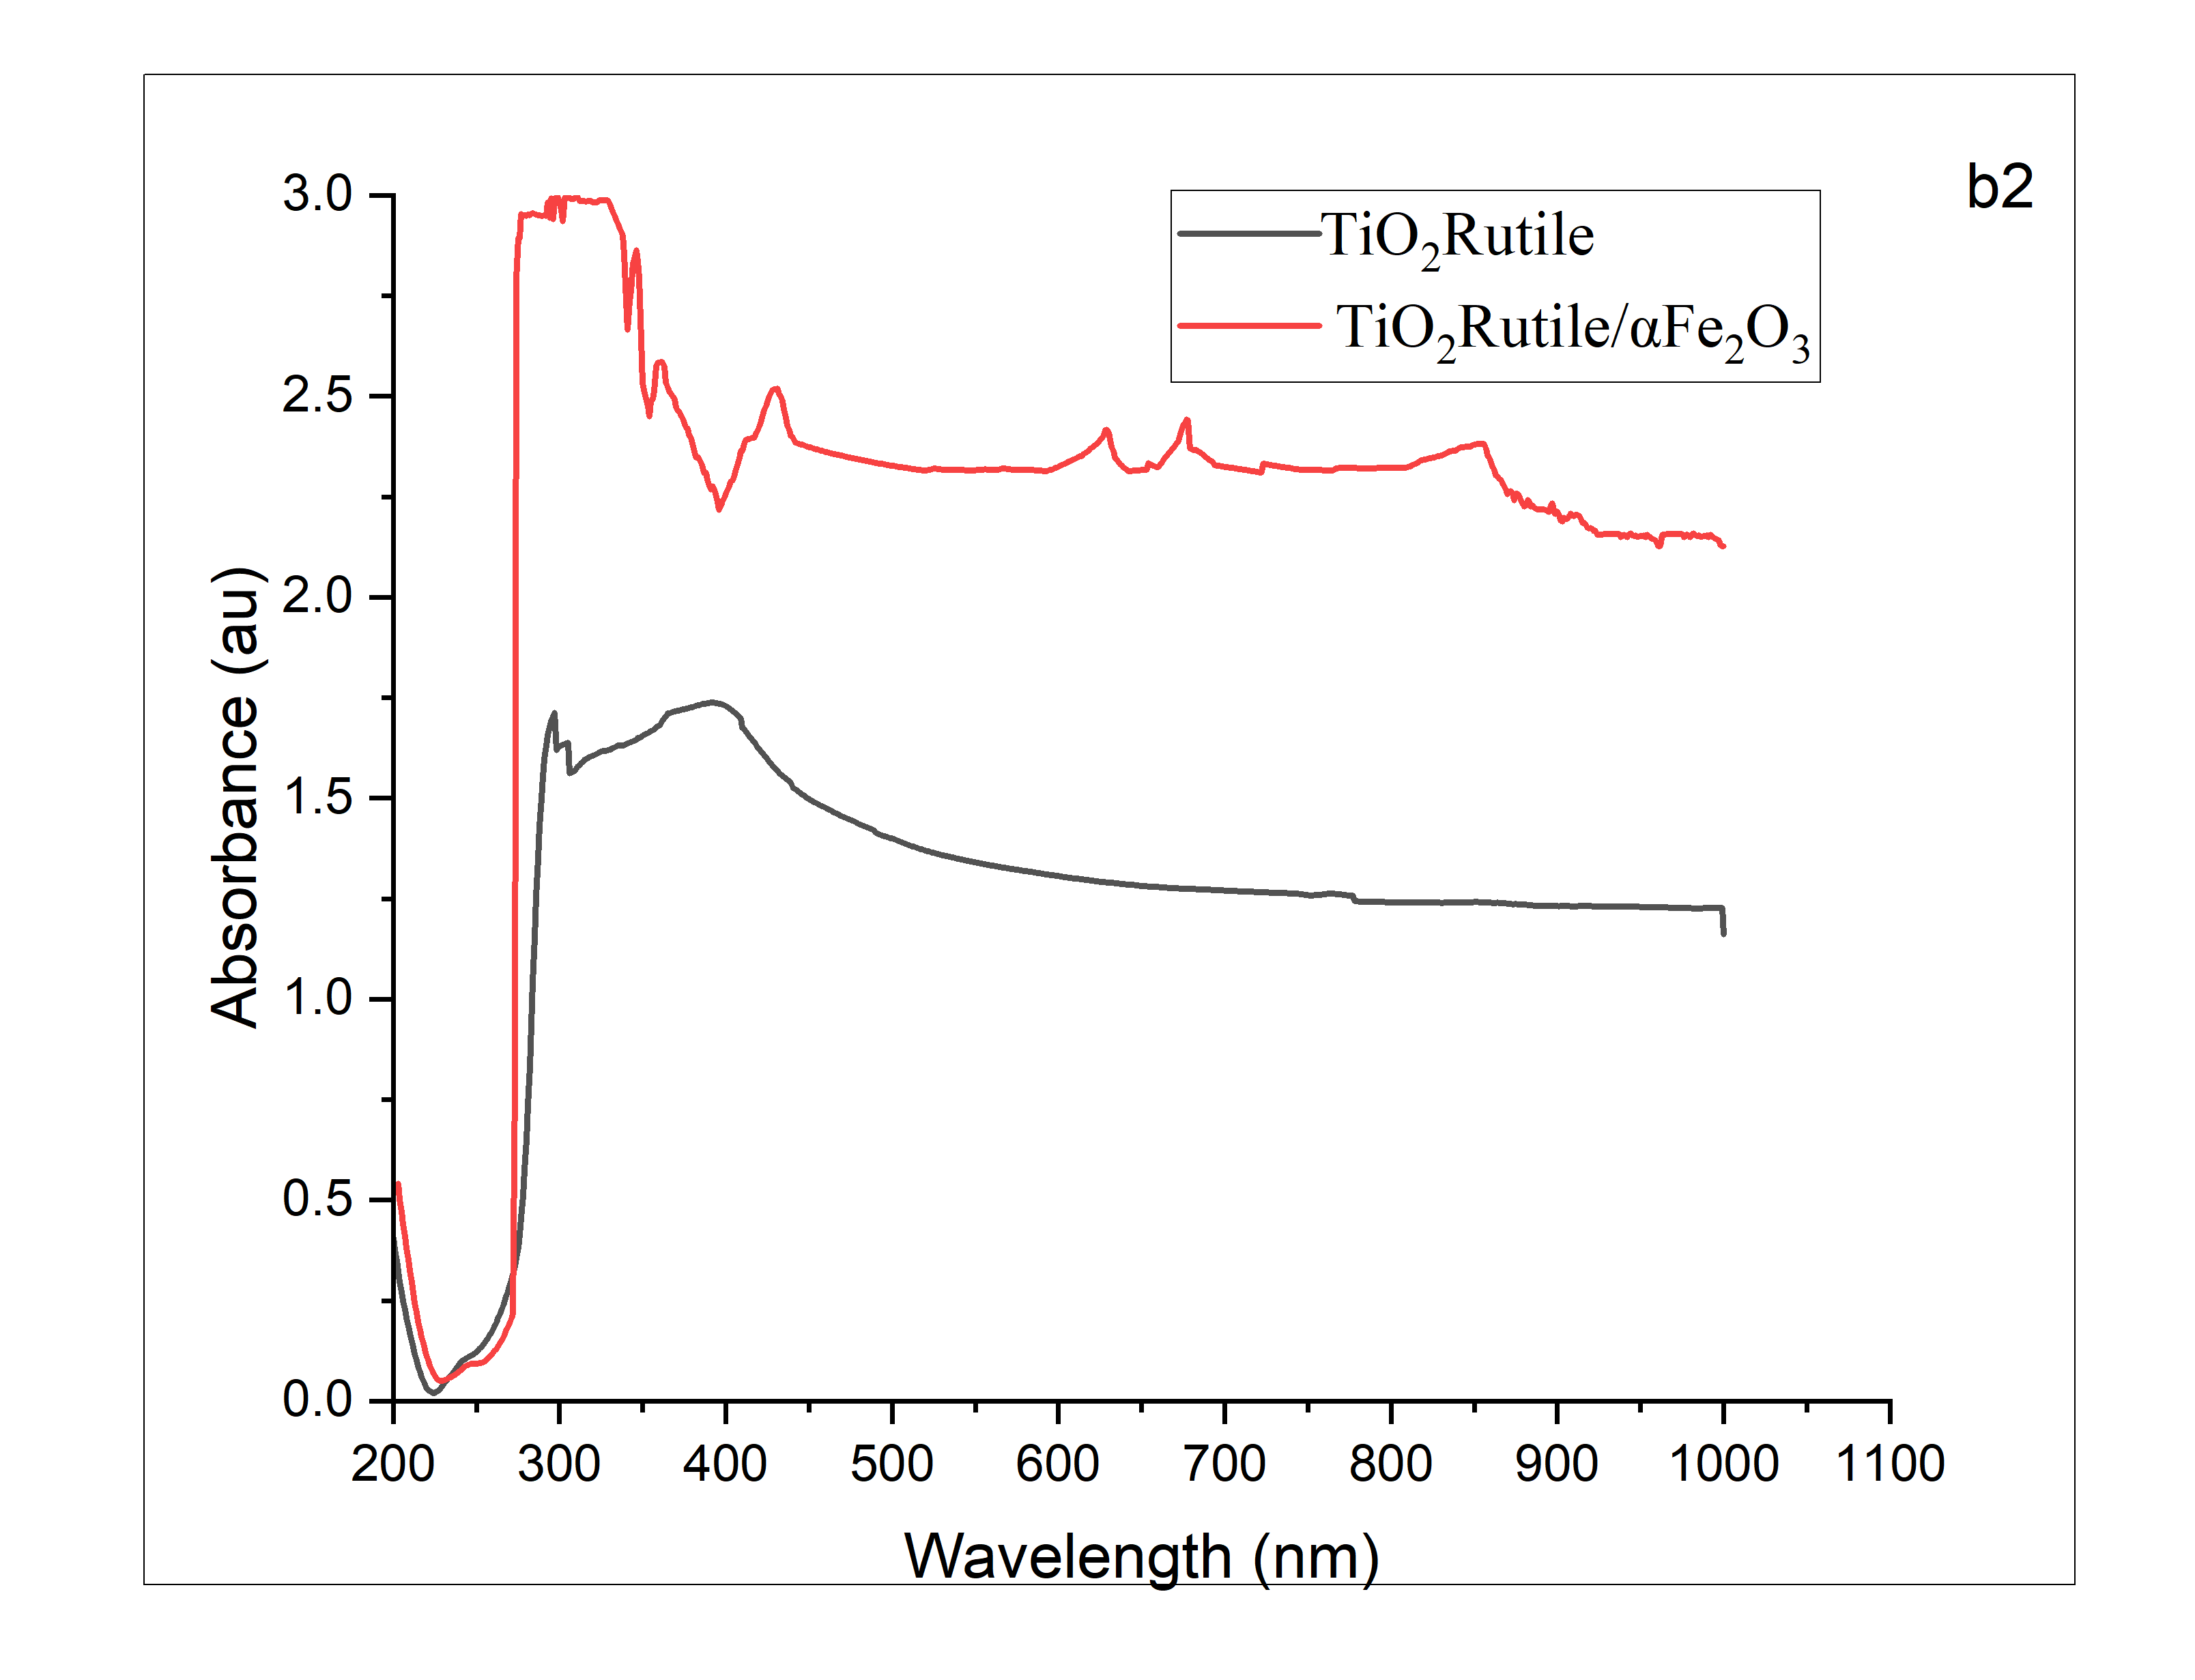 b2
TiO₂Rutile
TiO₂Rutile/αFe₂O₃
Absorbance (au)
3.0
2.5
2.0
1.5
1.0
0.5
0.0
200 300 400 500 600 700 800 900 1000 1100
Wavelength (nm)